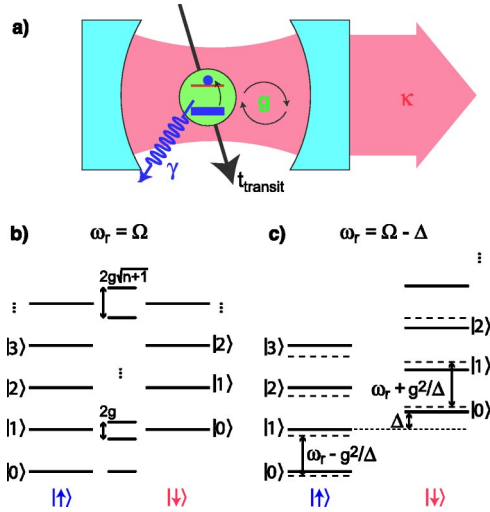 a)
g
κ
γ
t_transit
b)
ω_r = Ω
c)
ω_r = Ω - Δ
2g√n+1
⋮
⋮
⋮
⋮
|3⟩
|2⟩
|3⟩
|2⟩
|2⟩
|1⟩
|2⟩
|1⟩
ω_r + g²/Δ
|1⟩
2g
|0⟩
|1⟩
Δ
|0⟩
|0⟩
|0⟩
ω_r - g²/Δ
|↑⟩
|↓⟩
|↑⟩
|↓⟩